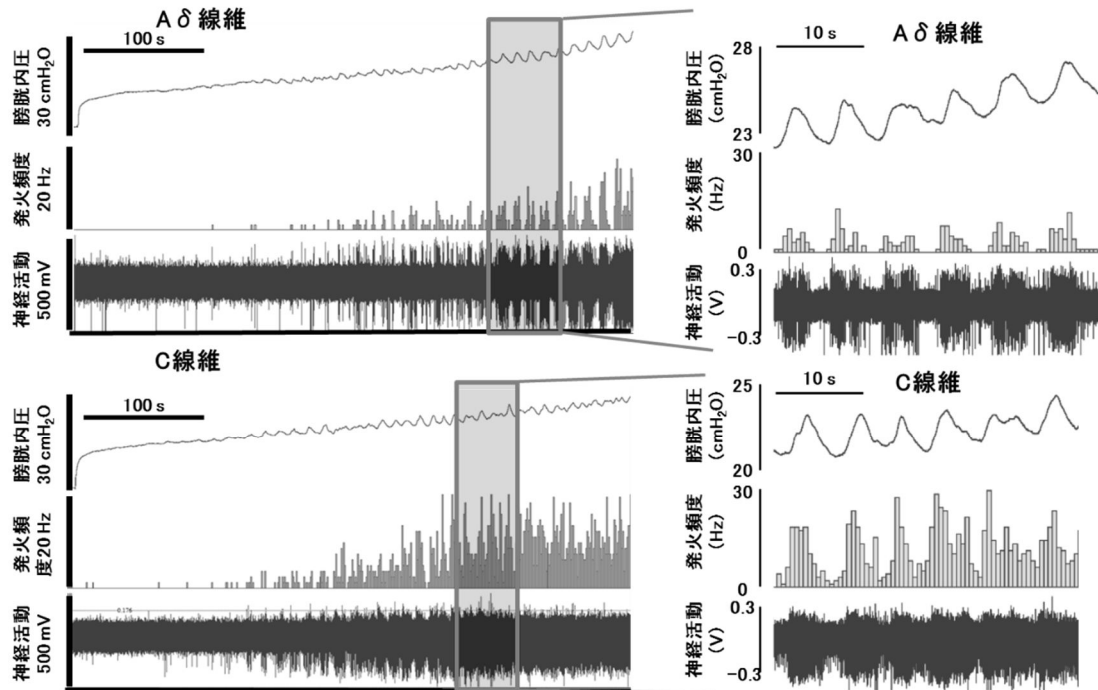 Aδ線維
100 s
膀胱内圧
30 cmH₂O
発火頻度
20 Hz
神経活動
500 mV
Aδ線維
10 s
膀胱内圧
(cmH₂O)
28
23
発火頻度
(Hz)
30
0
神経活動
(V)
0.3
−0.3
C線維
100 s
膀胱内圧
30 cmH₂O
発火頻
度20 Hz
神経活動
500 mV
0.176
C線維
10 s
膀胱内圧
(cmH₂O)
25
20
発火頻度
(Hz)
30
0
神経活動
(V)
0.3
−0.3